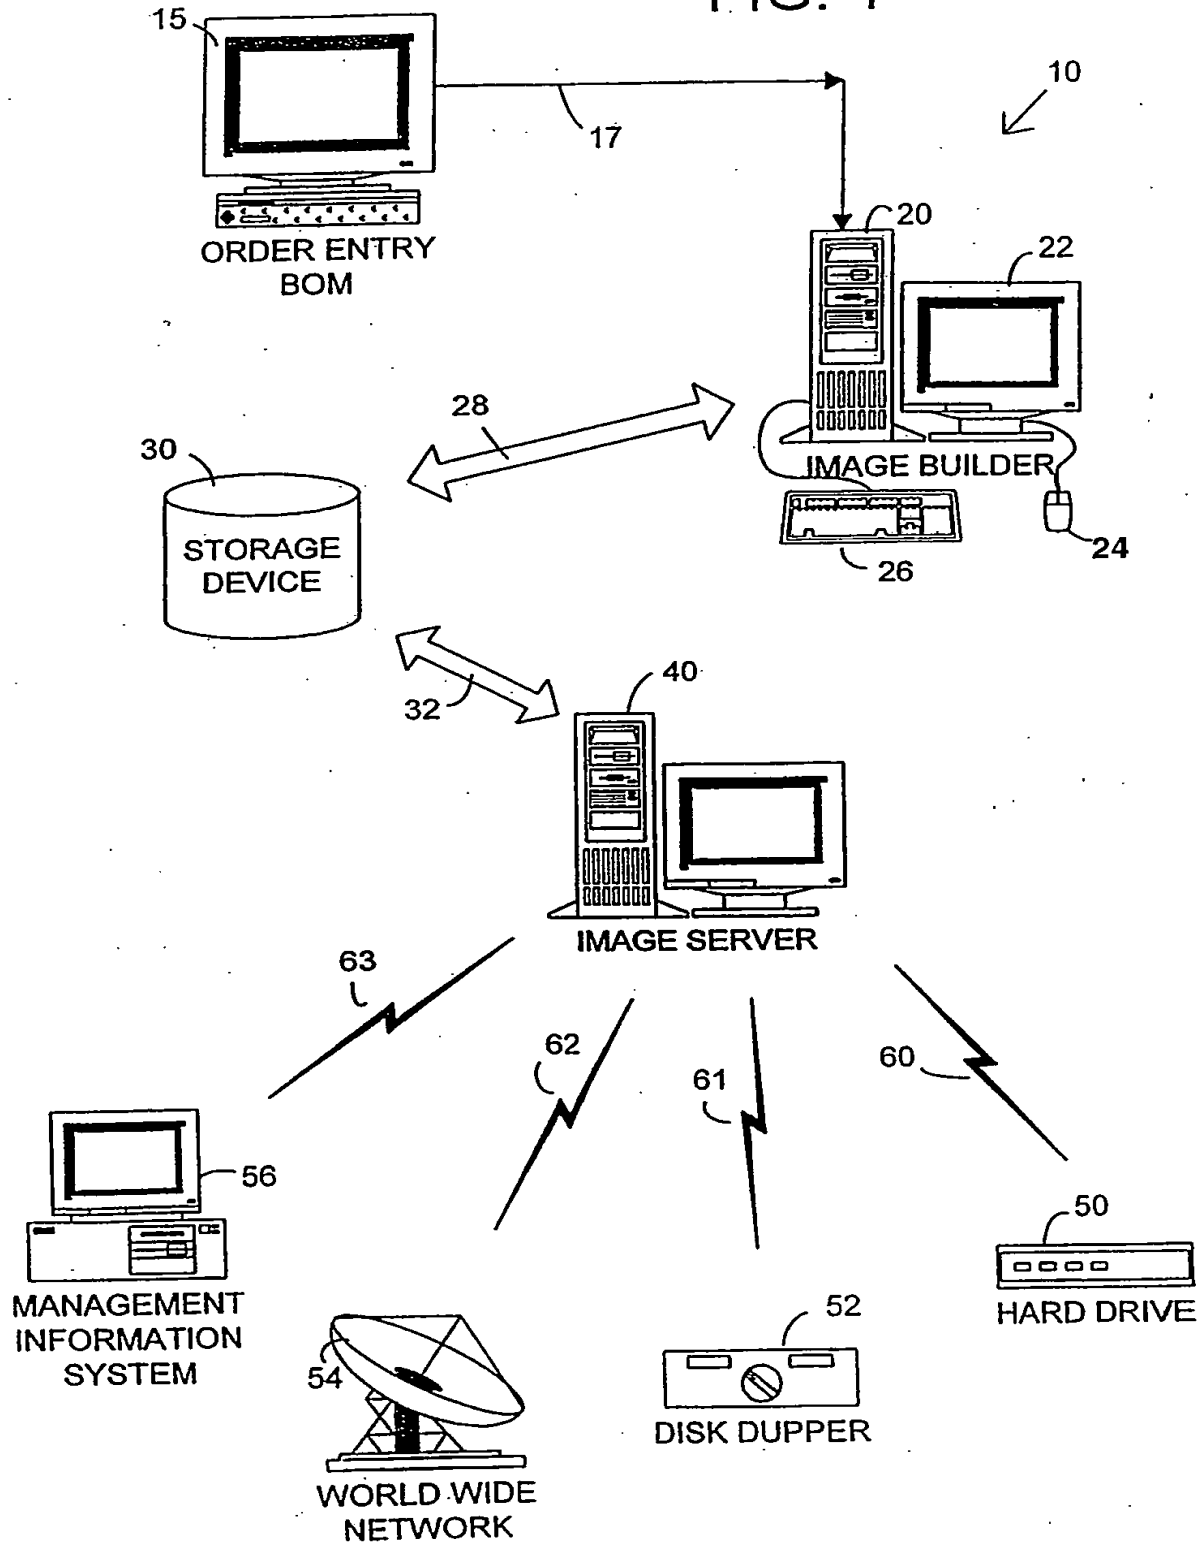 FIG. 1
15
10
17
20
22
ORDER ENTRY
BOM
28
30
IMAGE BUILDER
STORAGE
DEVICE
24
26
40
32
IMAGE SERVER
63
62
60
61
56
50
MANAGEMENT
INFORMATION
SYSTEM
HARD DRIVE
52
54
DISK DUPPER
WORLD WIDE
NETWORK